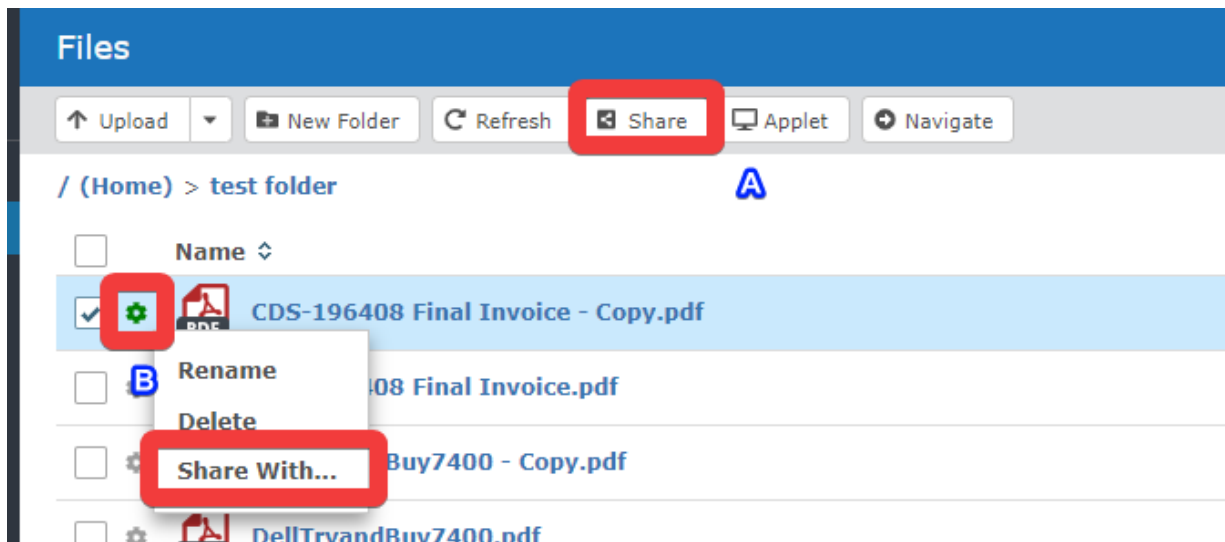 Files
Upload New Folder Refresh Share Applet Navigate
/ (Home) > test folder
A
Name
CDS-196408 Final Invoice - Copy.pdf
PDF
B
Rename
08 Final Invoice.pdf
Delete
Share With...
Buy7400 - Copy.pdf
DellTryandBuy7400.pdf